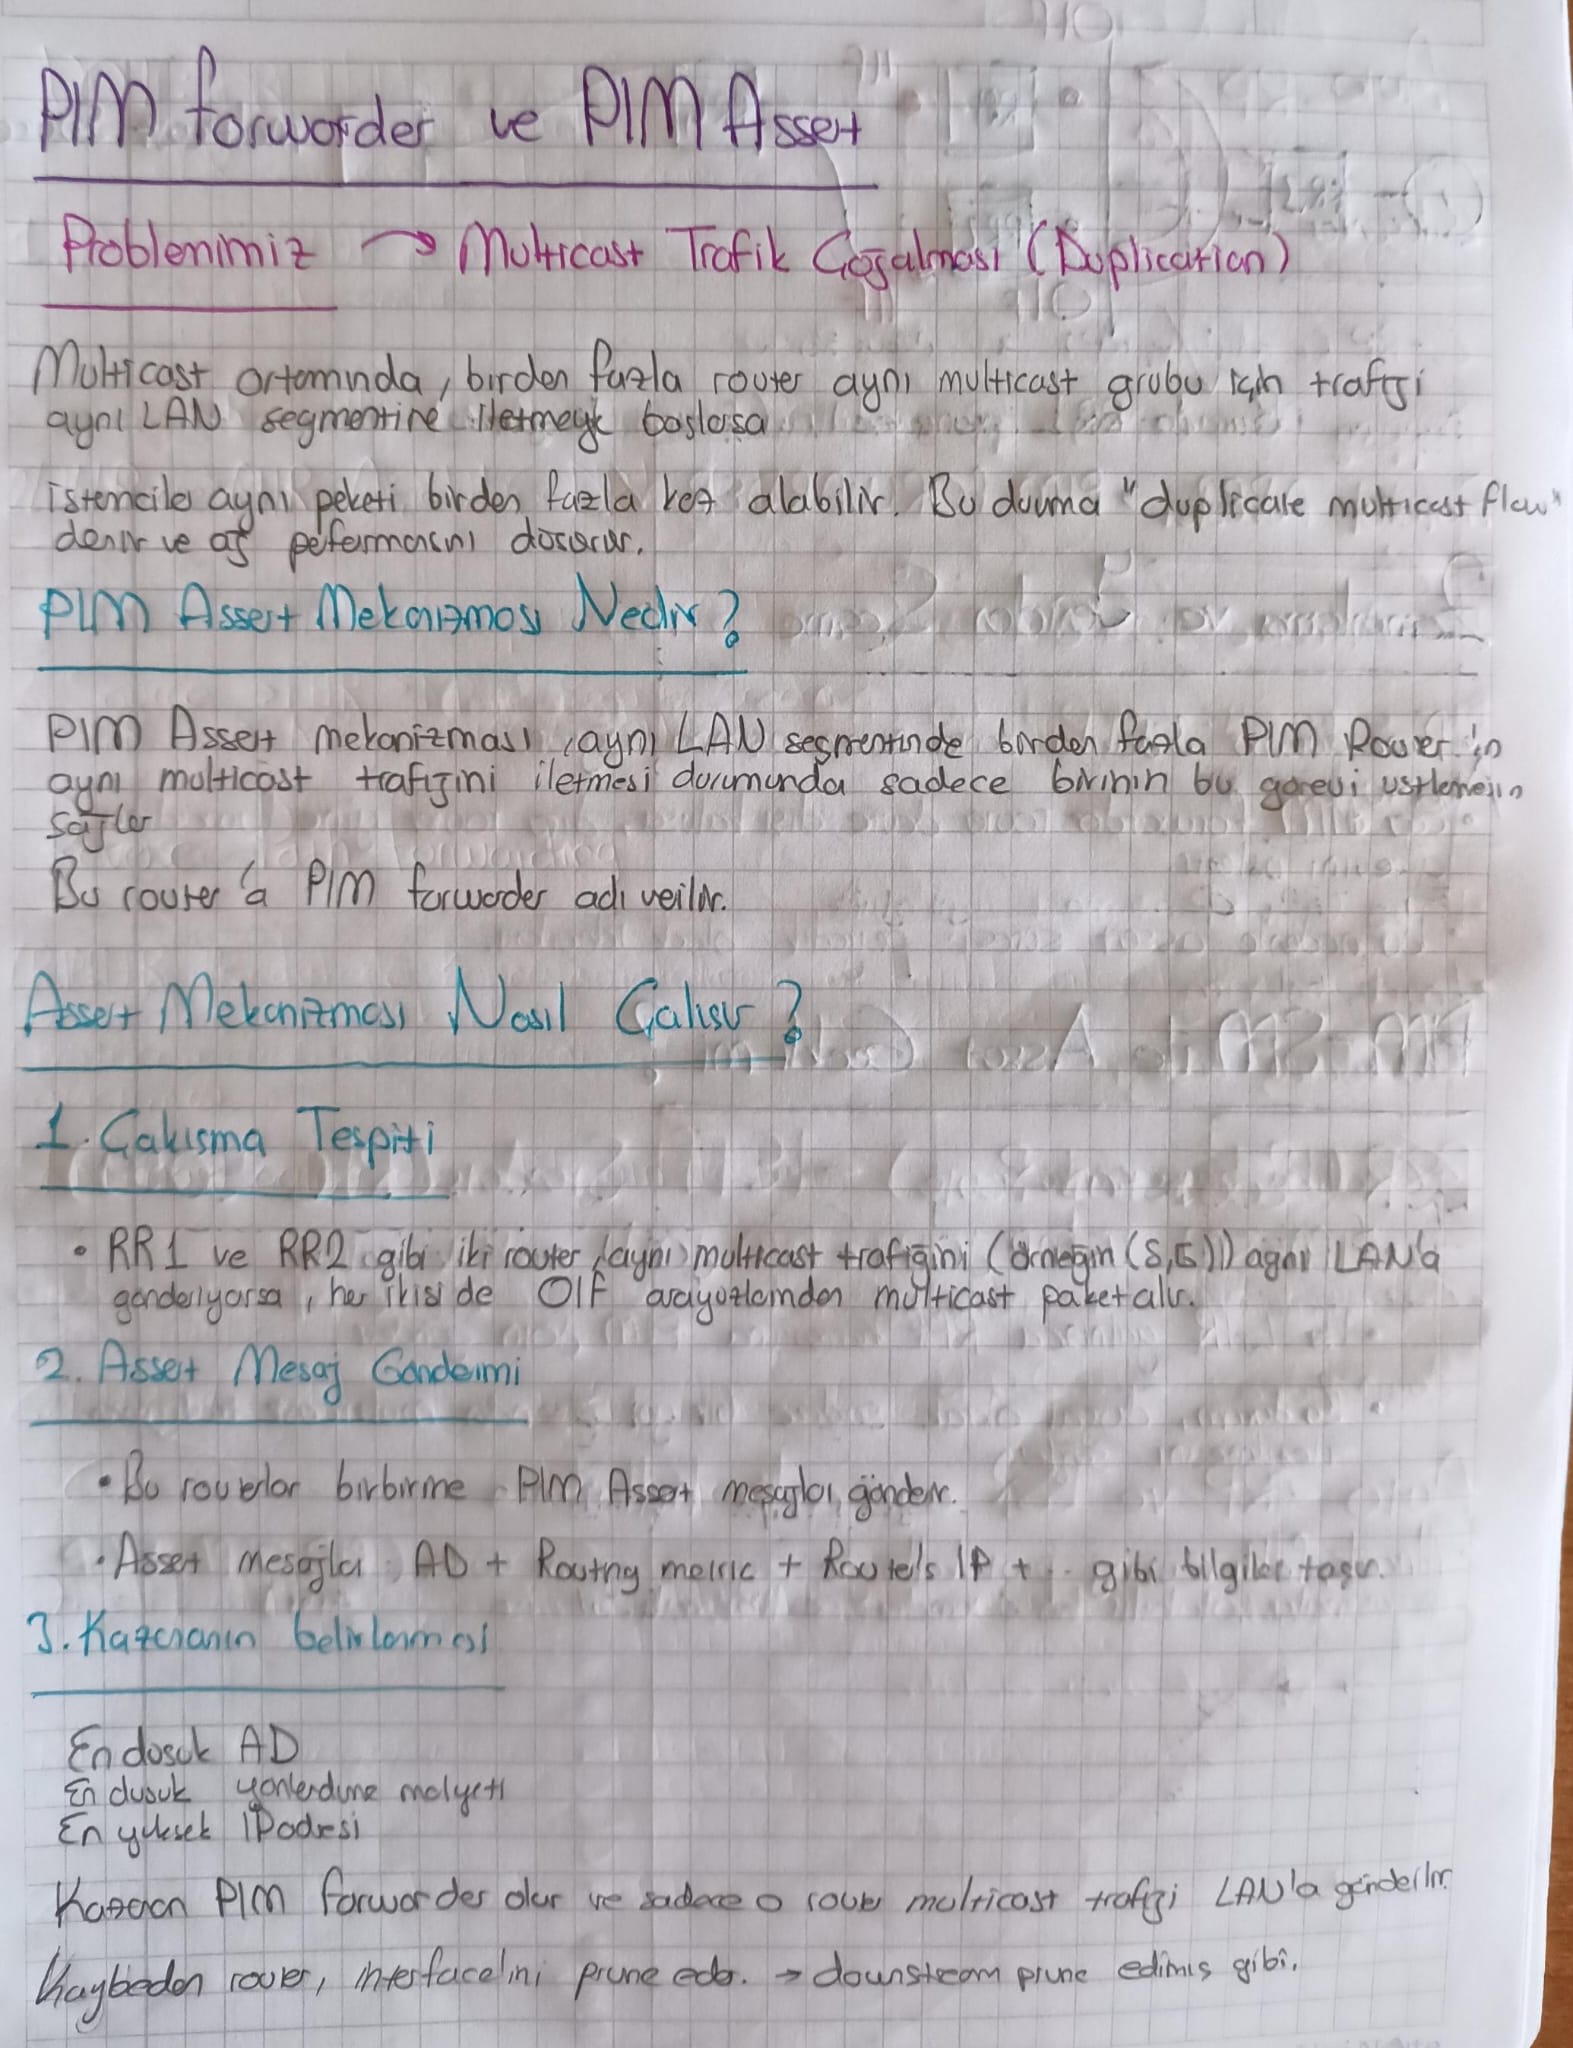 PIM forworder ve PIM Assert
Problemimiz → Multicast Trafik Çoğalması (Duplication)
Multicast ortamında, birden fazla router aynı multicast grubu için trafiği
aynı LAN segmentine iletmeye başlarsa
istemciler aynı peketi birden fazla kez alabilir. Bu duruma "duplicate multicast flow"
denir ve ağ peformansını düşürür.
PIM Assert Mekanizması Nedir?
PIM Assert mekanizması, aynı LAN segmentinde birden fazla PIM Router'ın
aynı multicast trafiğini iletmesi durumunda sadece birinin bu görevi üstlenmesin
sağlar
Bu router'a PIM forwarder adı verilir.
Assert Mekanizması Nasıl Çalışır?
1. Çakışma Tespiti
• RR1 ve RR2 gibi iki router, aynı multicast trafiğini (örneğin (S,G)) aynı LAN'a
gönderiyorsa, her ikisi de OIF arayüzlerinden multicast paket alır.
2. Assert Mesaj Gönderimi
• Bu routerlar birbirine PIM Assert mesajları gönderir.
• Assert mesajları AD + Routing metric + Router's IP + .. gibi bilgiler taşır.
3. Kazananın belirlenmesi
En düşük AD
En düşük yönlendirme maliyeti
En yüksek IP adresi
Kazanan PIM forwarder olur ve sadece o router multicast trafiği LAN'a gönderilir.
Kaybeden router, interface'ini prune eder. → downstream prune edimiş gibi.